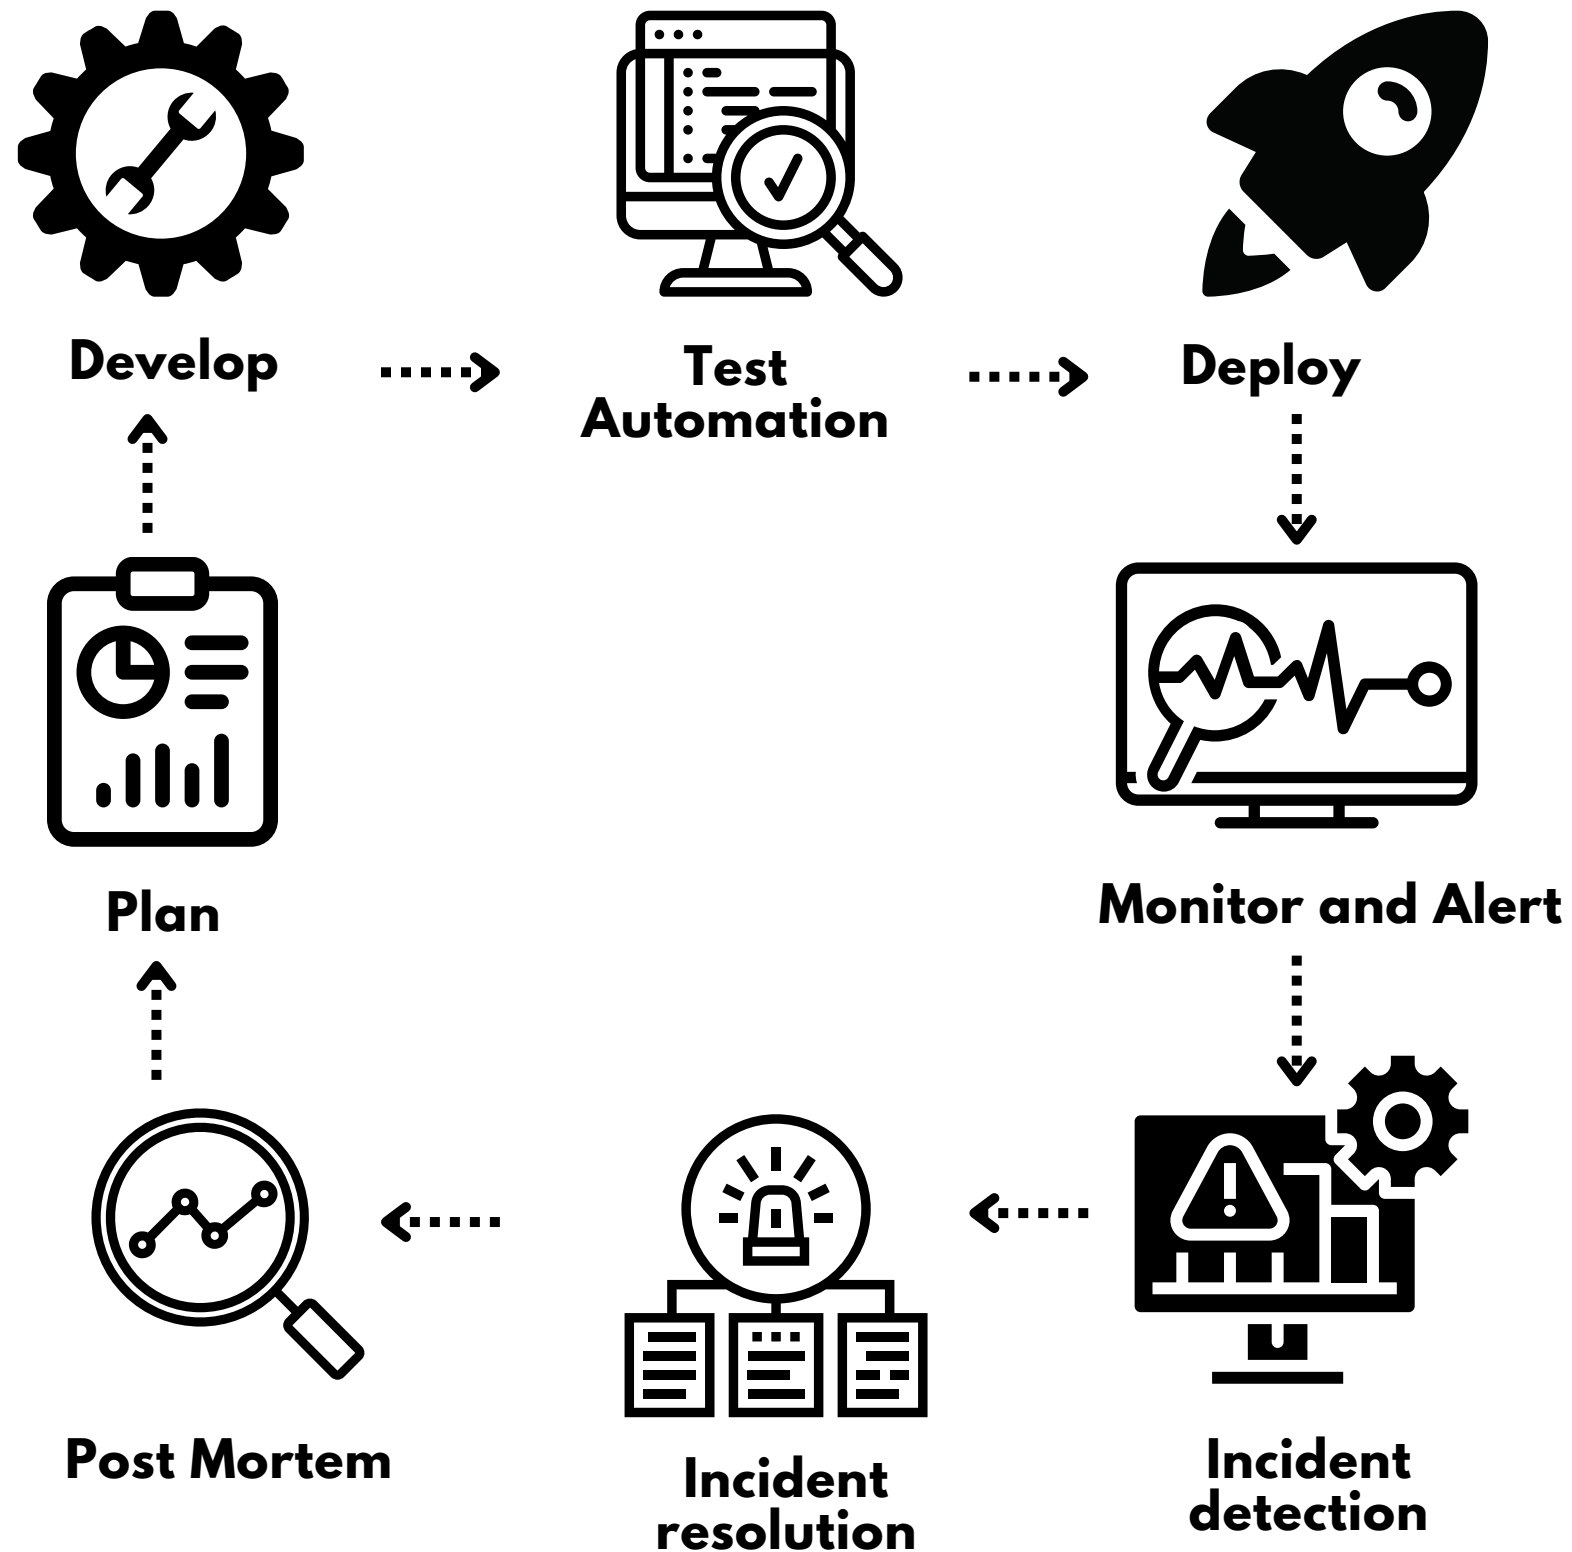 Develop
Test
Automation
Deploy
Plan
Monitor and Alert
Post Mortem
Incident
resolution
Incident
detection